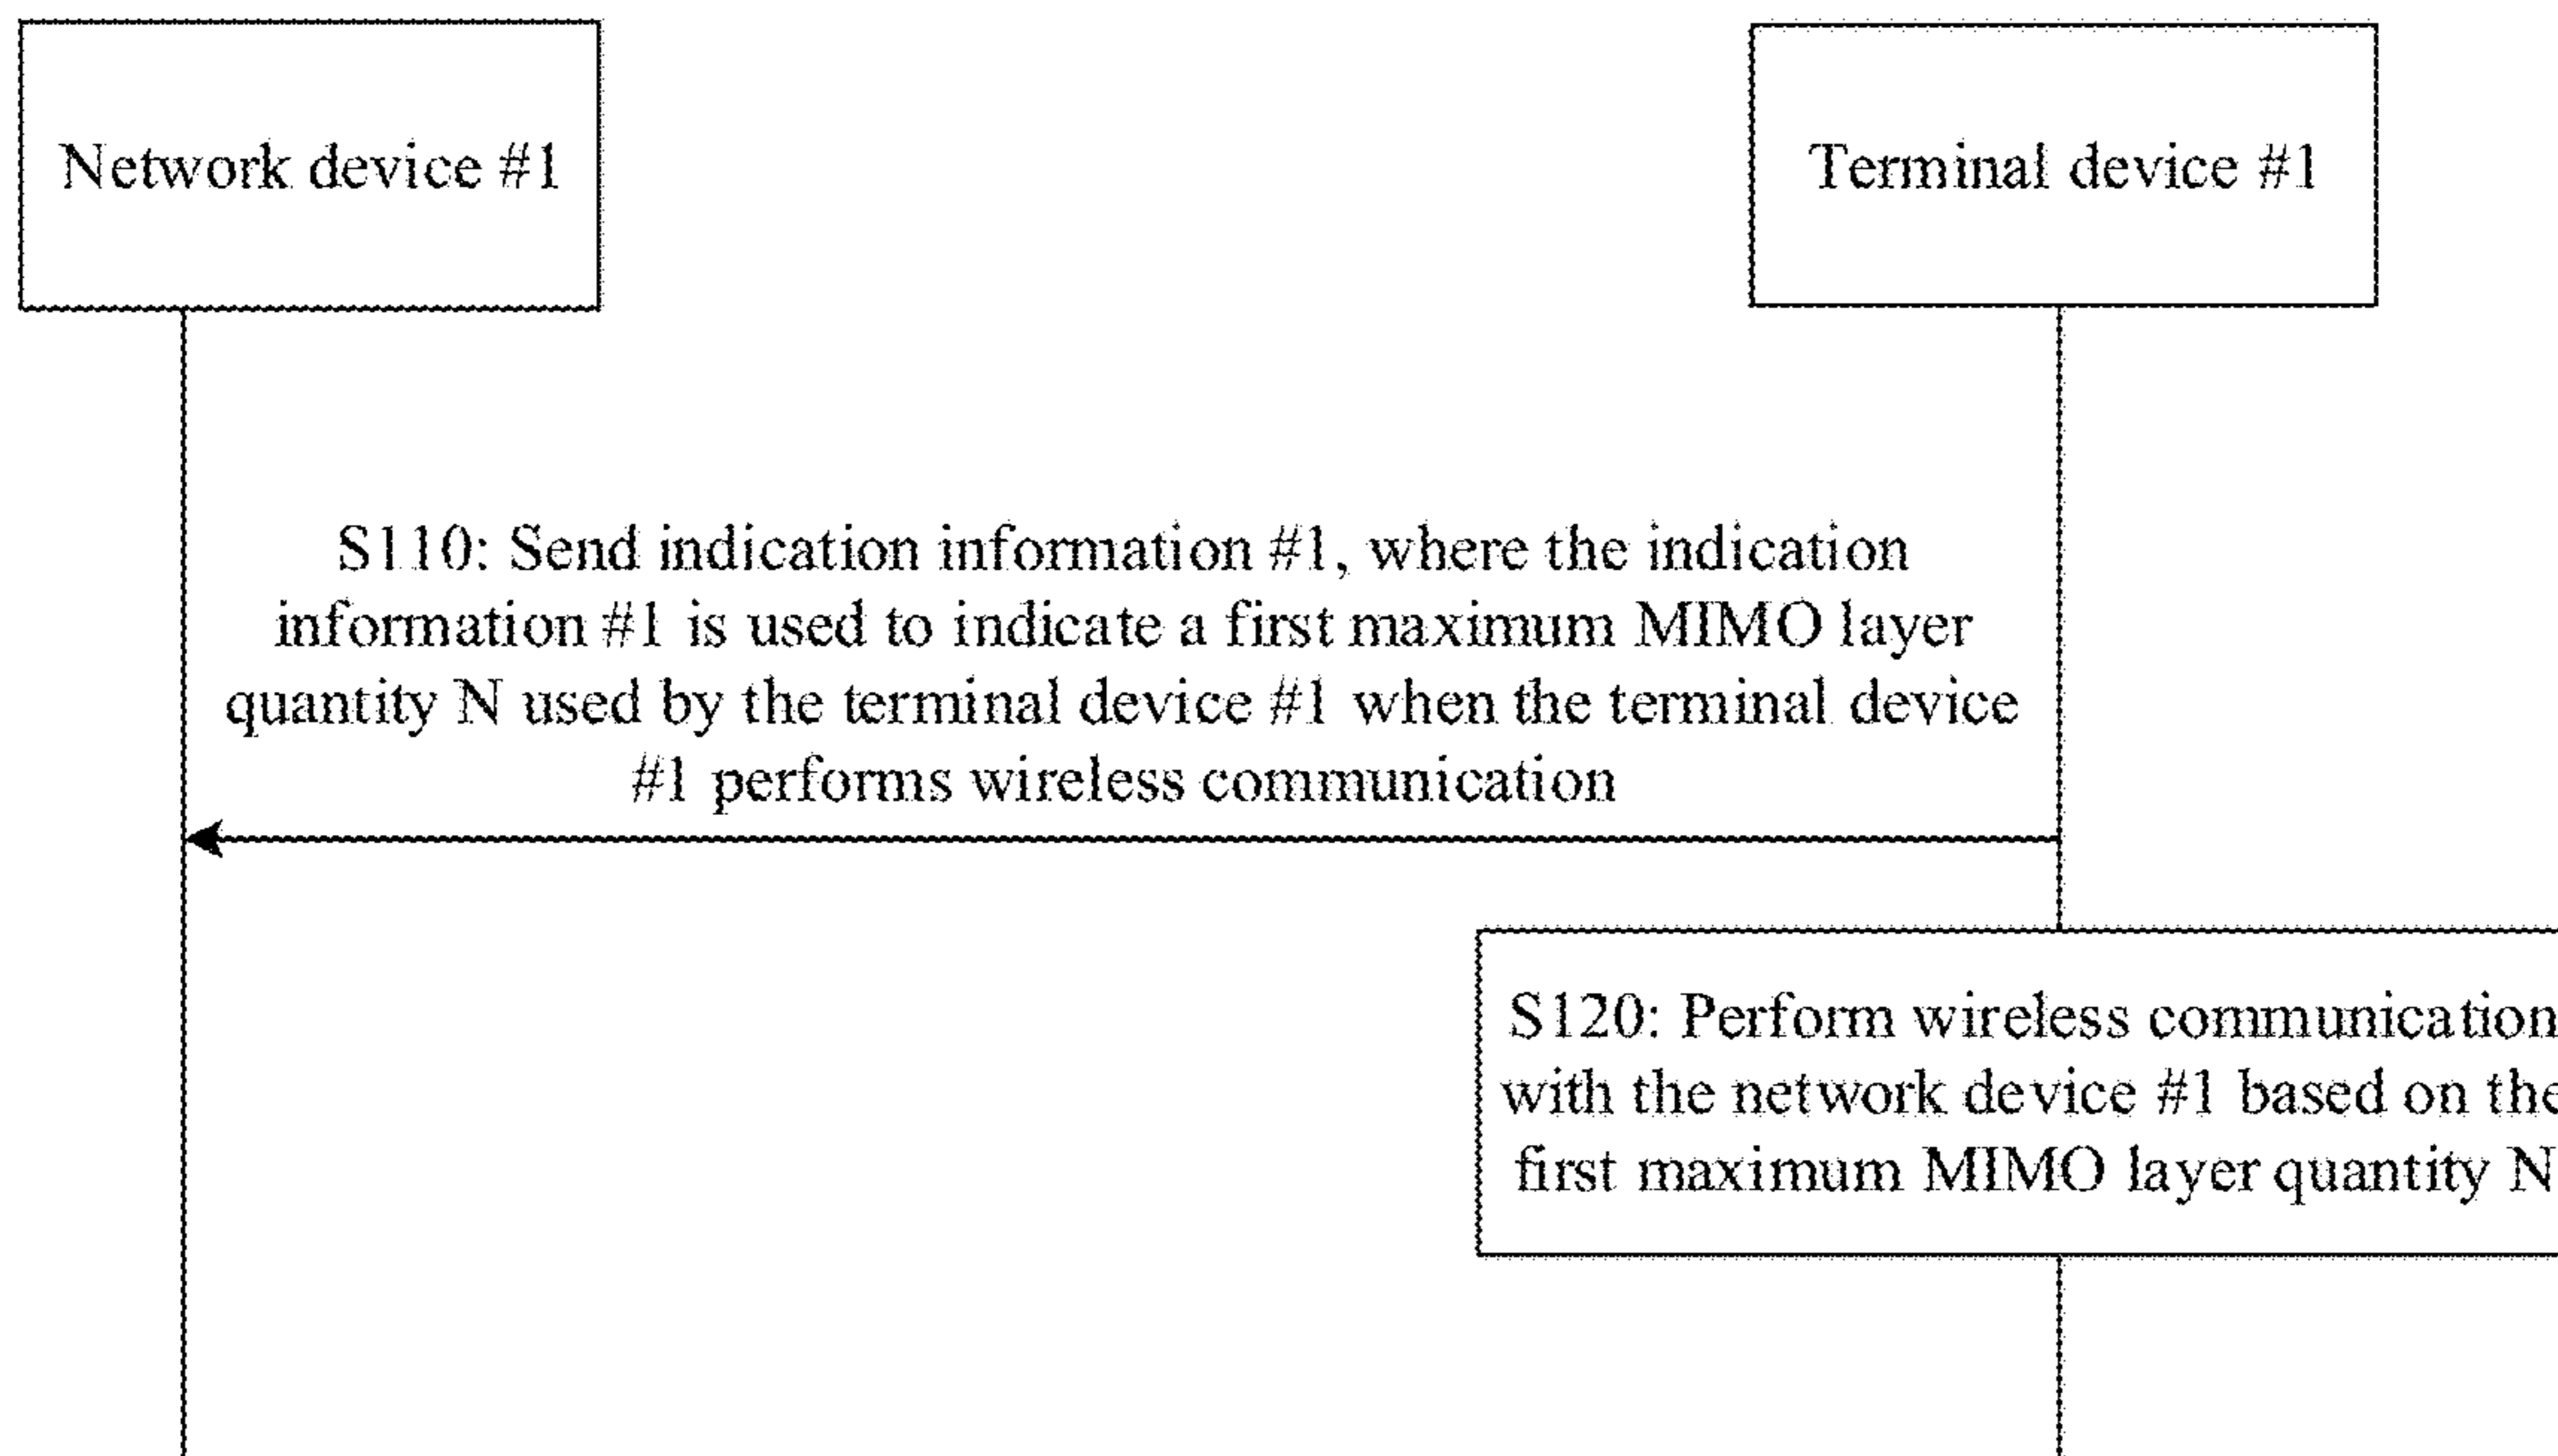 Network device #1
Terminal device #1
S110: Send indication information #1, where the indication
information #1 is used to indicate a first maximum MIMO layer
quantity N used by the terminal device #1 when the terminal device
#1 performs wireless communication
S120: Perform wireless communication
with the network device #1 based on the
first maximum MIMO layer quantity N